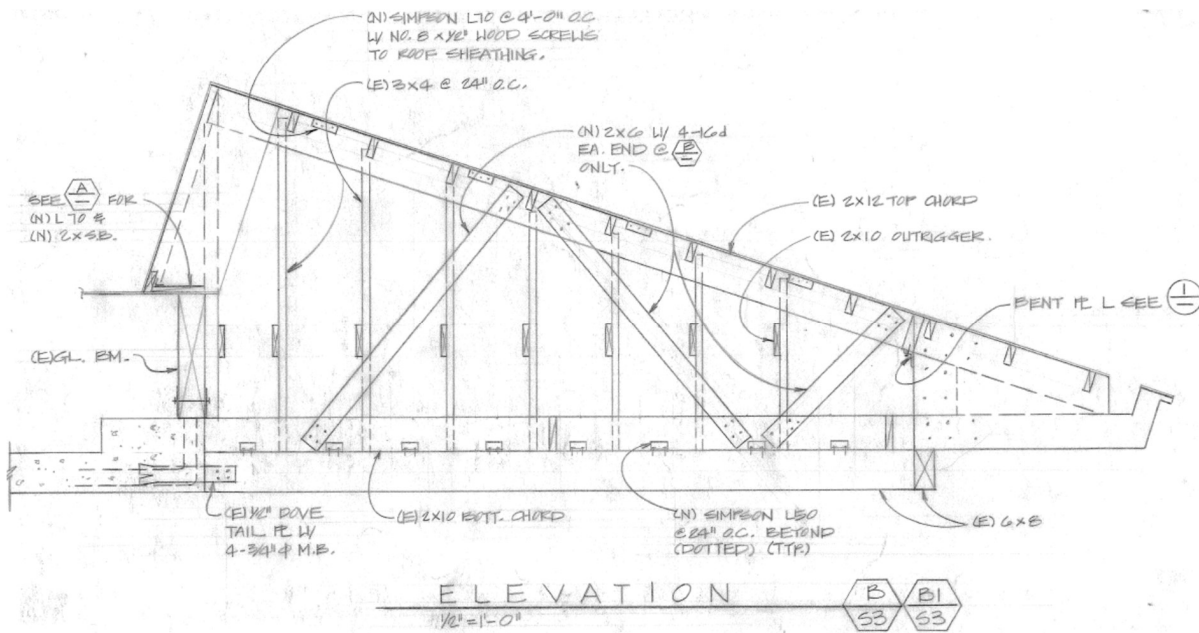 (N) SIMPSON L70 @ 4'-0" O.C.
W/ NO. 8 x 1/2" WOOD SCREWS
TO ROOF SHEATHING.
(E) 3x4 @ 24" O.C.
(N) 2x6 W/ 4-16d
EA. END @ B
ONLY.
SEE A FOR
(N) L70 &
(N) 2x S.B.
(E) 2x12 TOP CHORD
(E) 2x10 OUTRIGGER.
BENT PL L SEE 1
(E) GL. BM.
(E) 1/2" DOVE
TAIL PL W/
4-3/4" φ M.B.
(E) 2x10 BOTT. CHORD
(N) SIMPSON L50
@ 24" O.C. BEYOND
(DOTTED) (TYP.)
(E) 6x8
ELEVATION
1/2" = 1'-0"
B
S3
B1
S3